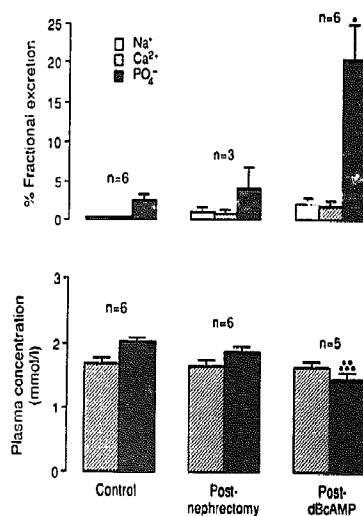 Na⁺
Ca²⁺
PO₄⁻
% Fractional excretion
25
20
15
10
5
0
n=6
n=3
n=6
Plasma concentration
(mmol/l)
3
2
1
0
n=6
n=6
n=5
Control
Post-
nephrectomy
Post-
dBcAMP